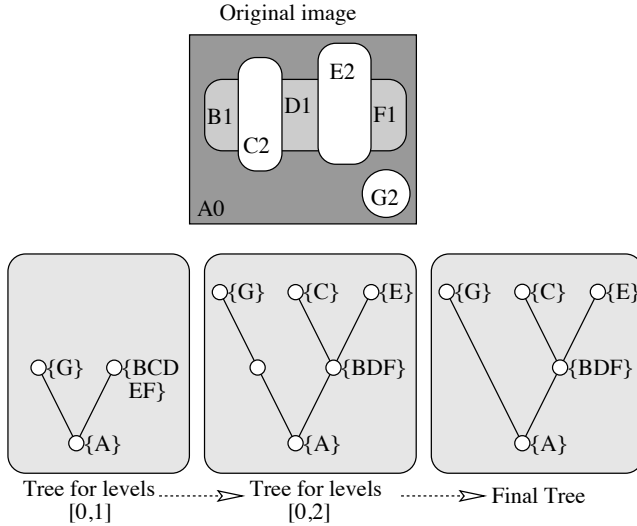 Original image
E2
B1
D1
F1
C2
A0
G2
{G}
{BCD
EF}
{A}
{G}
{C}
{E}
{BDF}
{A}
{G}
{C}
{E}
{BDF}
{A}
Tree for levels
[0,1]
Tree for levels
[0,2]
Final Tree